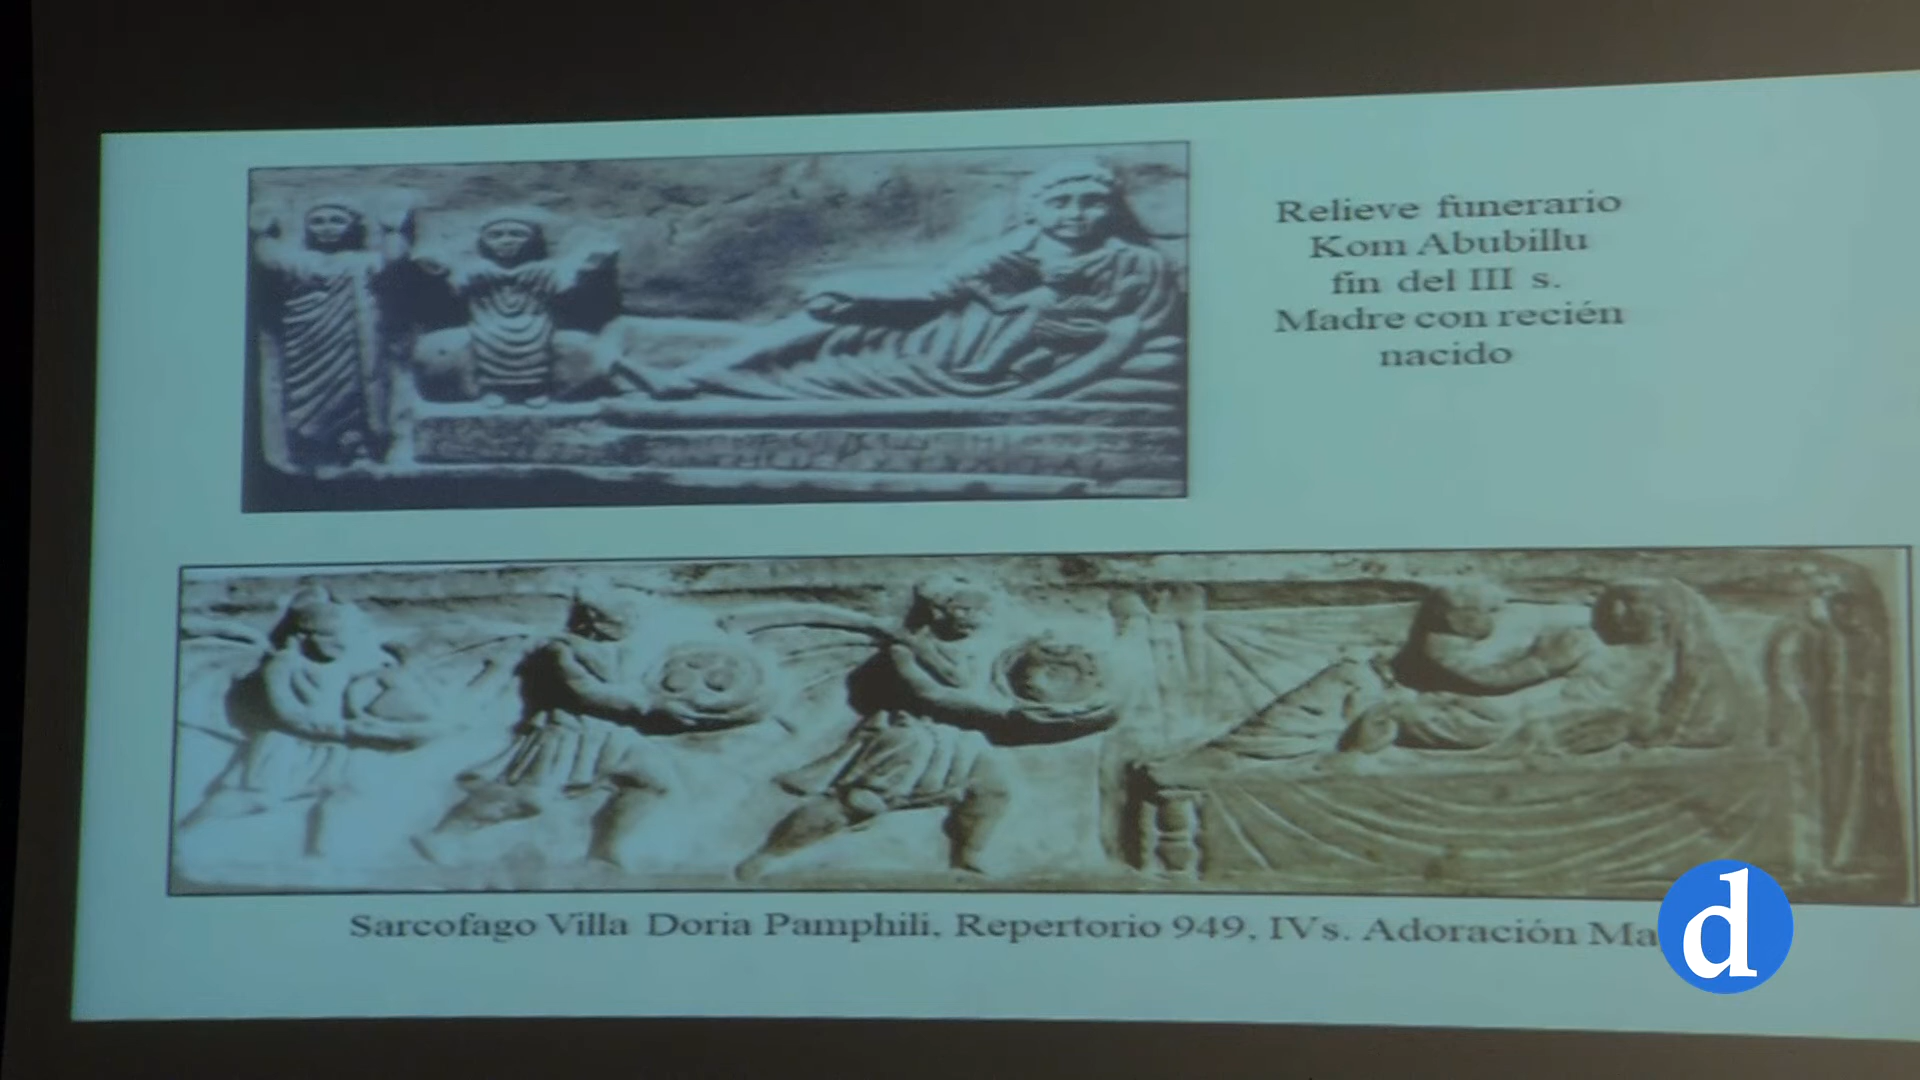 Relieve funerario
Kom Abubillu
fin del III s.
Madre con recién
nacido
Sarcofago Villa Doria Pamphili, Repertorio 949, IVs. Adoración Ma
d